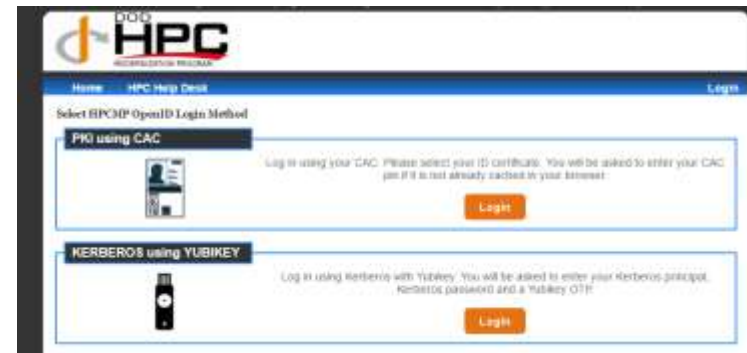 DOD
HPC
MODERNIZATION PROGRAM
Home HPC Help Desk Login
Select HPCMP OpenID Login Method
PKI using CAC
Log in using your CAC. Please select your ID certificate. You will be asked to enter your CAC
pin if it is not already cached in your browser.
Login
KERBEROS using YUBIKEY
Log in using Kerberos with Yubikey. You will be asked to enter your Kerberos principal,
Kerberos password and a Yubikey OTP.
Login